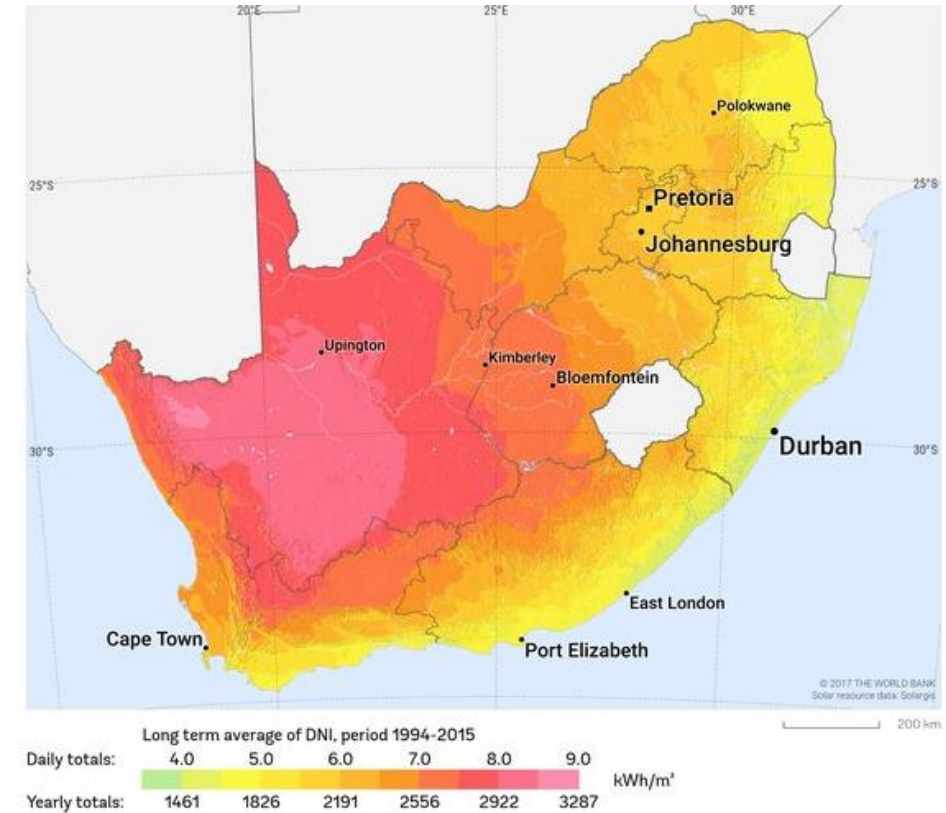 20°E 25°E 30°E
Polokwane
25°S 25°S
Pretoria
Johannesburg
Upington
Kimberley
Bloemfontein
30°S Durban 30°S
East London
Cape Town
Port Elizabeth
© 2017 THE WORLD BANK
Solar resource data: Solargis
200 km
Long term average of DNI, period 1994-2015
Daily totals: 4.0 5.0 6.0 7.0 8.0 9.0
kWh/m²
Yearly totals: 1461 1826 2191 2556 2922 3287